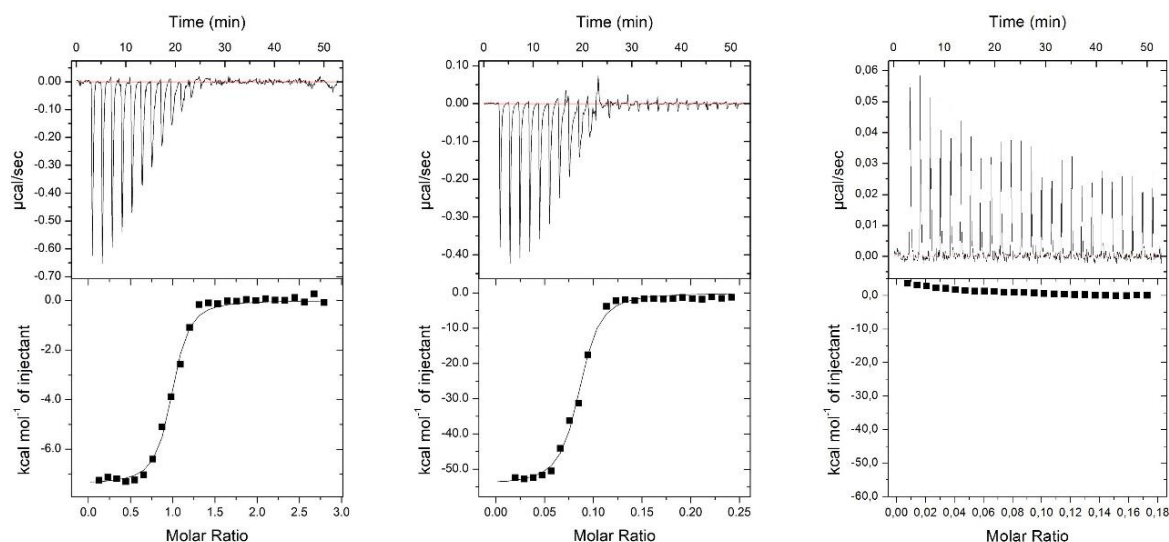 Time (min)
0 10 20 30 40 50
0.00
-0.10
-0.20
-0.30
-0.40
-0.50
-0.60
-0.70
µcal/sec
0.0
-2.0
-4.0
-6.0
kcal mol⁻¹ of injectant
0.0 0.5 1.0 1.5 2.0 2.5 3.0
Molar Ratio
Time (min)
0 10 20 30 40 50
0.10
0.00
-0.10
-0.20
-0.30
-0.40
µcal/sec
0.0
-10.0
-20.0
-30.0
-40.0
-50.0
kcal mol⁻¹ of injectant
0.00 0.05 0.10 0.15 0.20 0.25
Molar Ratio
Time (min)
0 10 20 30 40 50
0,06
0,05
0,04
0,03
0,02
0,01
0,00
µcal/sec
0,0
-10,0
-20,0
-30,0
-40,0
-50,0
-60,0
kcal mol⁻¹ of injectant
0,00 0,02 0,04 0,06 0,08 0,10 0,12 0,14 0,16 0,18
Molar Ratio